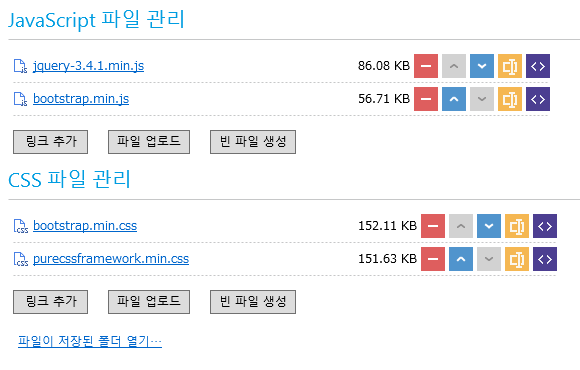 JavaScript 파일 관리
jquery-3.4.1.min.js 86.08 KB
bootstrap.min.js 56.71 KB
링크 추가 파일 업로드 빈 파일 생성
CSS 파일 관리
bootstrap.min.css 152.11 KB
purecssframework.min.css 151.63 KB
링크 추가 파일 업로드 빈 파일 생성
파일이 저장된 폴더 열기…